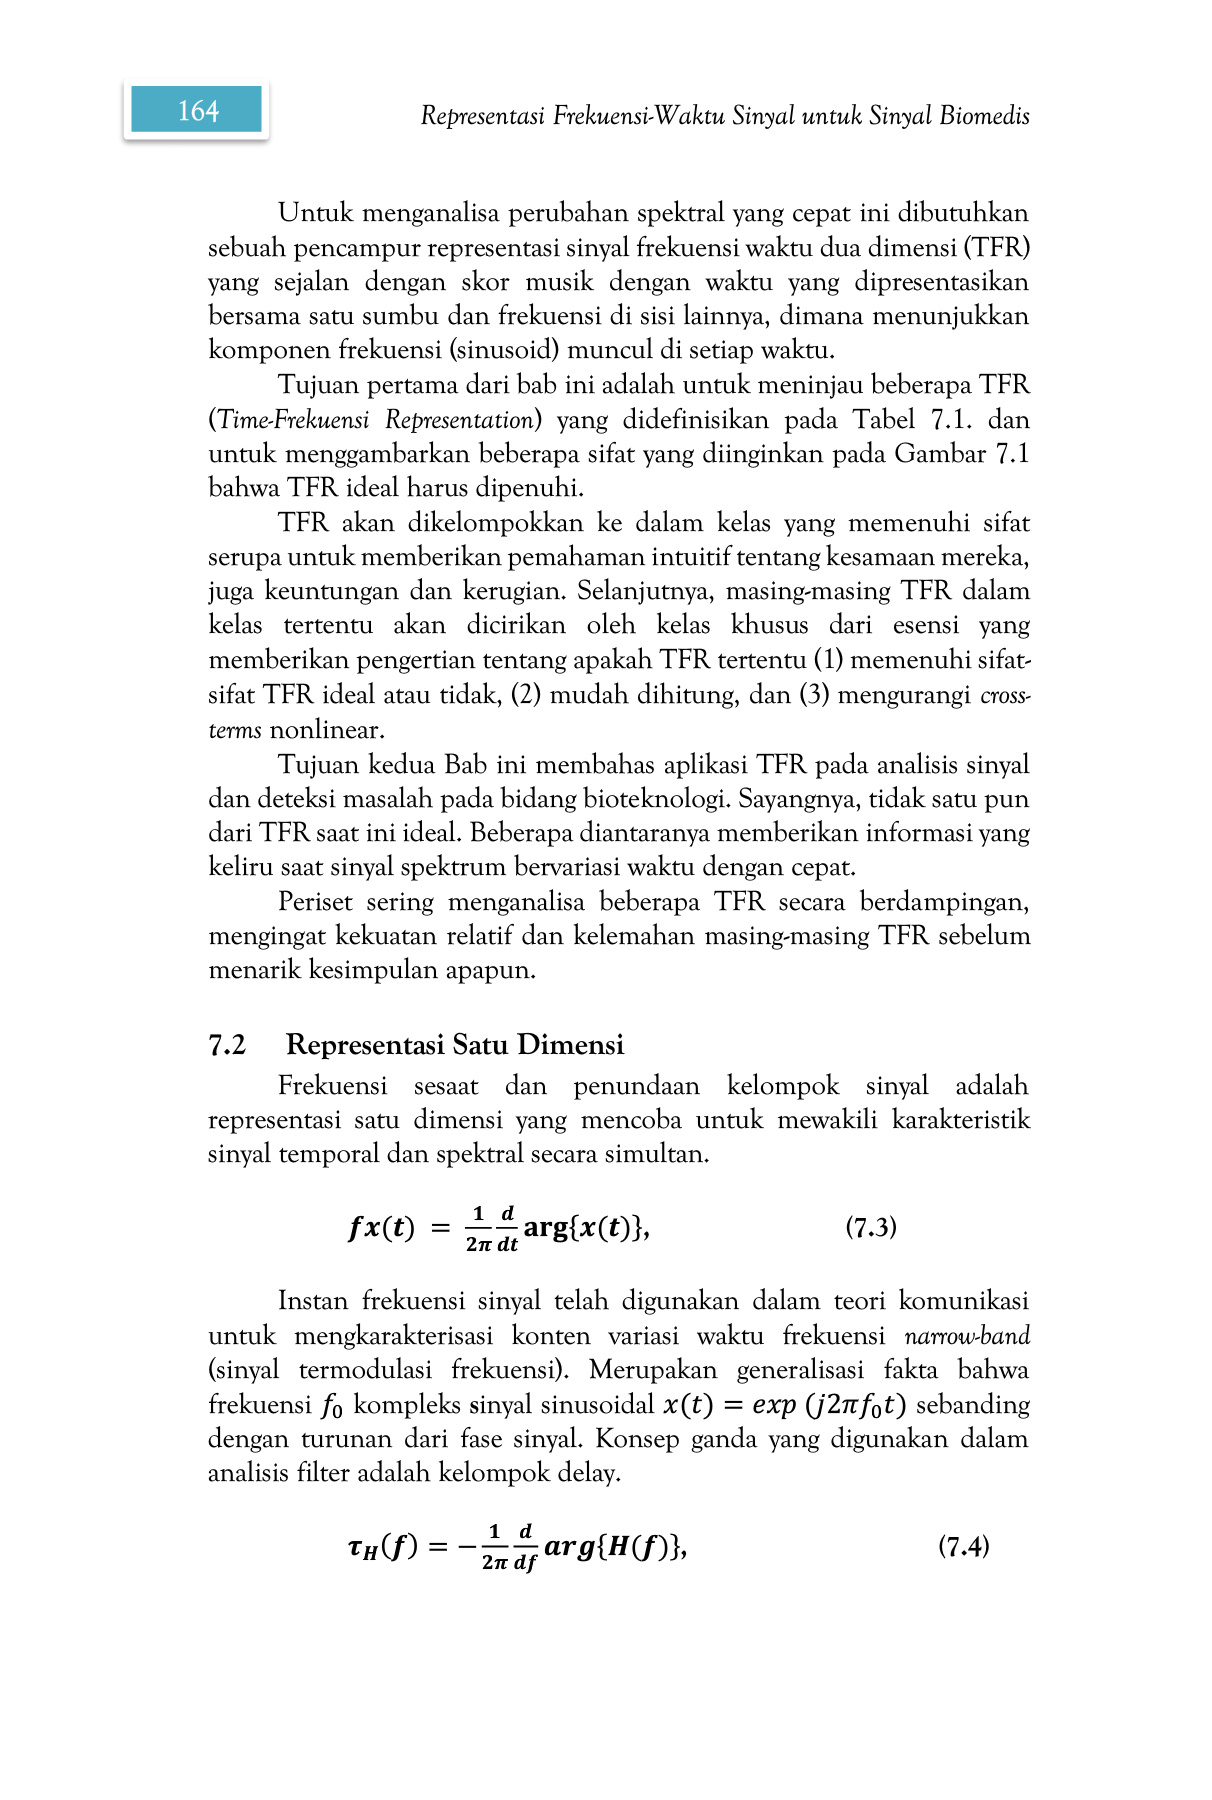 164
Representasi Frekuensi-Waktu Sinyal untuk Sinyal Biomedis
Untuk menganalisa perubahan spektral yang cepat ini dibutuhkan
sebuah pencampur representasi sinyal frekuensi waktu dua dimensi (TFR)
yang sejalan dengan skor musik dengan waktu yang dipresentasikan
bersama satu sumbu dan frekuensi di sisi lainnya, dimana menunjukkan
komponen frekuensi (sinusoid) muncul di setiap waktu.
Tujuan pertama dari bab ini adalah untuk meninjau beberapa TFR
(Time-Frekuensi Representation) yang didefinisikan pada Tabel 7.1. dan
untuk menggambarkan beberapa sifat yang diinginkan pada Gambar 7.1
bahwa TFR ideal harus dipenuhi.
TFR akan dikelompokkan ke dalam kelas yang memenuhi sifat
serupa untuk memberikan pemahaman intuitif tentang kesamaan mereka,
juga keuntungan dan kerugian. Selanjutnya, masing-masing TFR dalam
kelas tertentu akan dicirikan oleh kelas khusus dari esensi yang
memberikan pengertian tentang apakah TFR tertentu (1) memenuhi sifat-
sifat TFR ideal atau tidak, (2) mudah dihitung, dan (3) mengurangi cross-
terms nonlinear.
Tujuan kedua Bab ini membahas aplikasi TFR pada analisis sinyal
dan deteksi masalah pada bidang bioteknologi. Sayangnya, tidak satu pun
dari TFR saat ini ideal. Beberapa diantaranya memberikan informasi yang
keliru saat sinyal spektrum bervariasi waktu dengan cepat.
Periset sering menganalisa beberapa TFR secara berdampingan,
mengingat kekuatan relatif dan kelemahan masing-masing TFR sebelum
menarik kesimpulan apapun.
7.2 Representasi Satu Dimensi
Frekuensi sesaat dan penundaan kelompok sinyal adalah
representasi satu dimensi yang mencoba untuk mewakili karakteristik
sinyal temporal dan spektral secara simultan.
fx(t) = 1/2π d/dt arg{x(t)}, (7.3)
Instan frekuensi sinyal telah digunakan dalam teori komunikasi
untuk mengkarakterisasi konten variasi waktu frekuensi narrow-band
(sinyal termodulasi frekuensi). Merupakan generalisasi fakta bahwa
frekuensi f₀ kompleks sinyal sinusoidal x(t) = exp (j2πf₀t) sebanding
dengan turunan dari fase sinyal. Konsep ganda yang digunakan dalam
analisis filter adalah kelompok delay.
τ_H(f) = −1/2π d/df arg{H(f)}, (7.4)